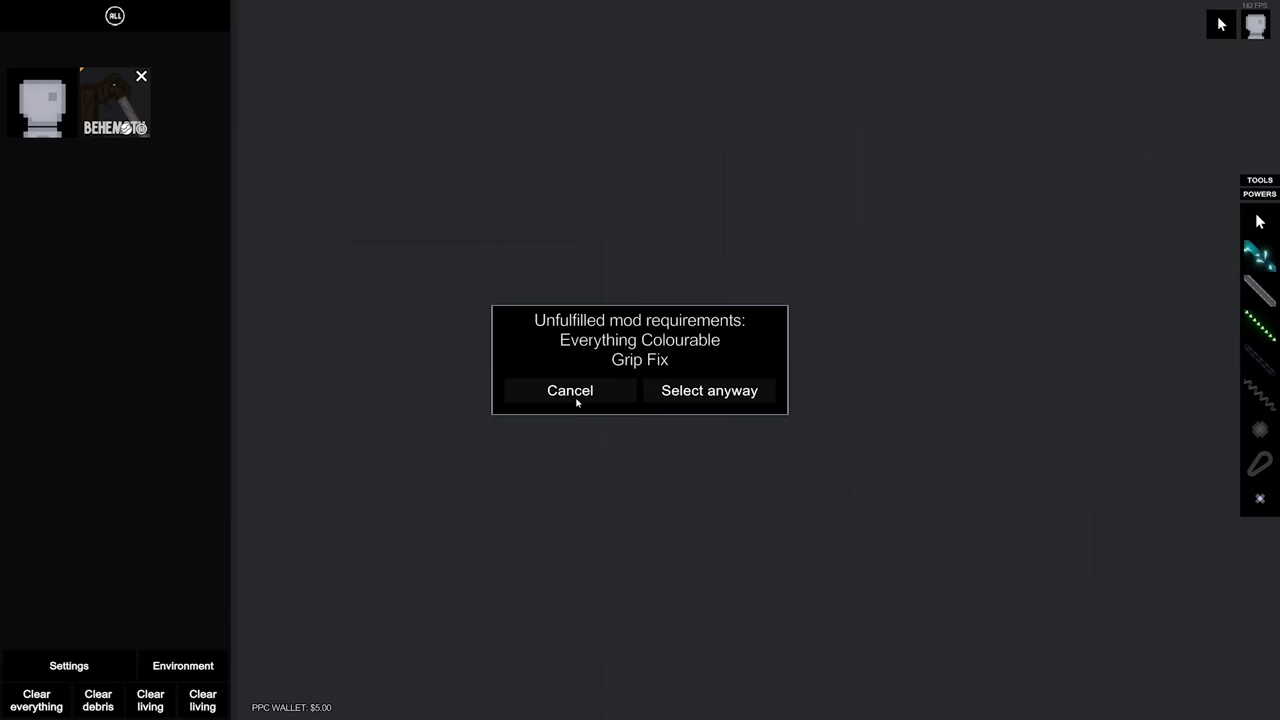 ALL
142 FPS
BEHEMOTH
TOOLS
POWERS
Unfulfilled mod requirements:
Everything Colourable
Grip Fix
Cancel
Select anyway
Settings
Environment
Clear everything
Clear debris
Clear living
Clear living
PPC WALLET: $5.00